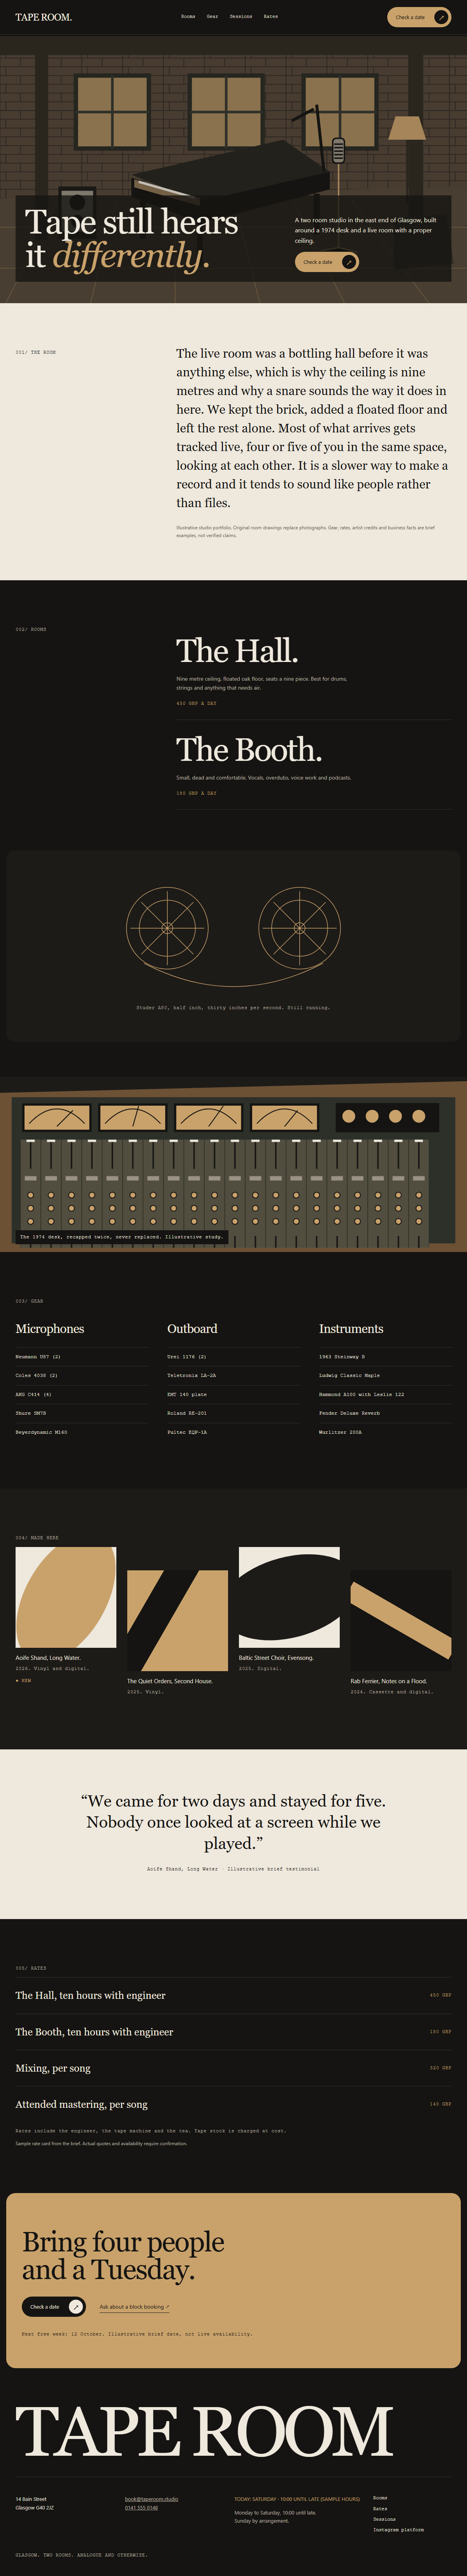 TAPE ROOM.
Rooms Gear Sessions Rates
Check a date ↗
Tape still hears
it differently.
A two room studio in the east end of Glasgow, built
around a 1974 desk and a live room with a proper
ceiling.
Check a date ↗
001/ THE ROOM
The live room was a bottling hall before it was
anything else, which is why the ceiling is nine
metres and why a snare sounds the way it does in
here. We kept the brick, added a floated floor and
left the rest alone. Most of what arrives gets
tracked live, four or five of you in the same space,
looking at each other. It is a slower way to make a
record and it tends to sound like people rather
than files.
Illustrative studio portfolio. Original room drawings replace photographs. Gear, rates, artist credits and business facts are brief
examples, not verified claims.
002/ ROOMS
The Hall.
Nine metre ceiling, floated oak floor, seats a nine piece. Best for drums,
strings and anything that needs air.
450 GBP A DAY
The Booth.
Small, dead and comfortable. Vocals, overdubs, voice work and podcasts.
180 GBP A DAY
Studer A80, half inch, thirty inches per second. Still running.
The 1974 desk, recapped twice, never replaced. Illustrative study.
003/ GEAR
Microphones
Neumann U87 (2)
Coles 4038 (2)
AKG C414 (4)
Shure SM7B
Beyerdynamic M160
Outboard
Urei 1176 (2)
Teletronix LA-2A
EMT 140 plate
Roland RE-201
Pultec EQP-1A
Instruments
1963 Steinway B
Ludwig Classic Maple
Hammond A100 with Leslie 122
Fender Deluxe Reverb
Wurlitzer 200A
004/ MADE HERE
Aoife Shand, Long Water.
2026. Vinyl and digital.
● NEW
The Quiet Orders, Second House.
2025. Vinyl.
Baltic Street Choir, Evensong.
2025. Digital.
Rab Ferrier, Notes on a Flood.
2024. Cassette and digital.
“We came for two days and stayed for five.
Nobody once looked at a screen while we
played.”
Aoife Shand, Long Water · Illustrative brief testimonial
005/ RATES
The Hall, ten hours with engineer 450 GBP
The Booth, ten hours with engineer 180 GBP
Mixing, per song 320 GBP
Attended mastering, per song 140 GBP
Rates include the engineer, the tape machine and the tea. Tape stock is charged at cost.
Sample rate card from the brief. Actual quotes and availability require confirmation.
Bring four people
and a Tuesday.
Check a date ↗
Ask about a block booking ↗
Next free week: 12 October. Illustrative brief date, not live availability.
TAPE ROOM
14 Bain Street
Glasgow G40 2JZ
book@taperoom.studio
0141 555 0148
TODAY: SATURDAY · 10:00 UNTIL LATE (SAMPLE HOURS)
Monday to Saturday, 10:00 until late.
Sunday by arrangement.
Rooms
Rates
Sessions
Instagram platform
GLASGOW. TWO ROOMS. ANALOGUE AND OTHERWISE.